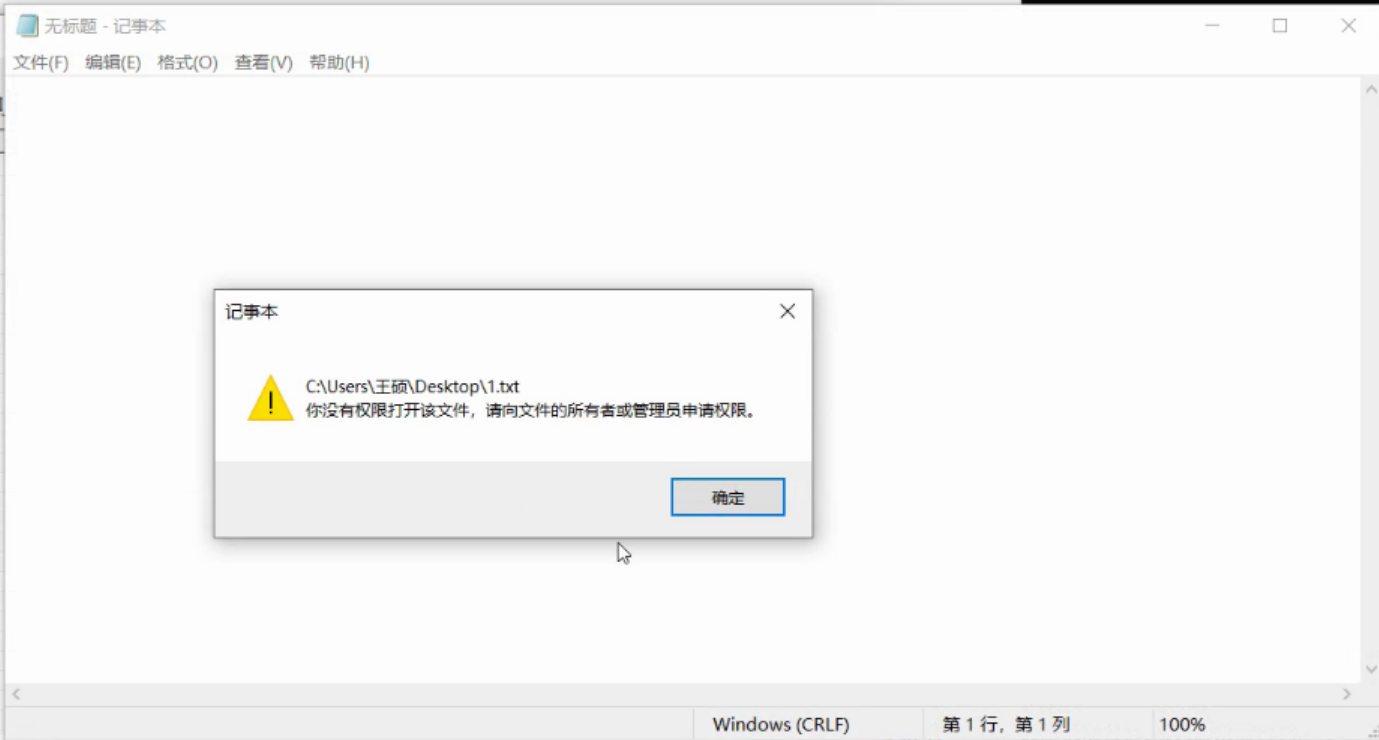 无标题 - 记事本
文件(F) 编辑(E) 格式(O) 查看(V) 帮助(H)
记事本
C:\Users\王硕\Desktop\1.txt
你没有权限打开该文件，请向文件的所有者或管理员申请权限。
确定
Windows (CRLF) 第 1 行，第 1 列 100%